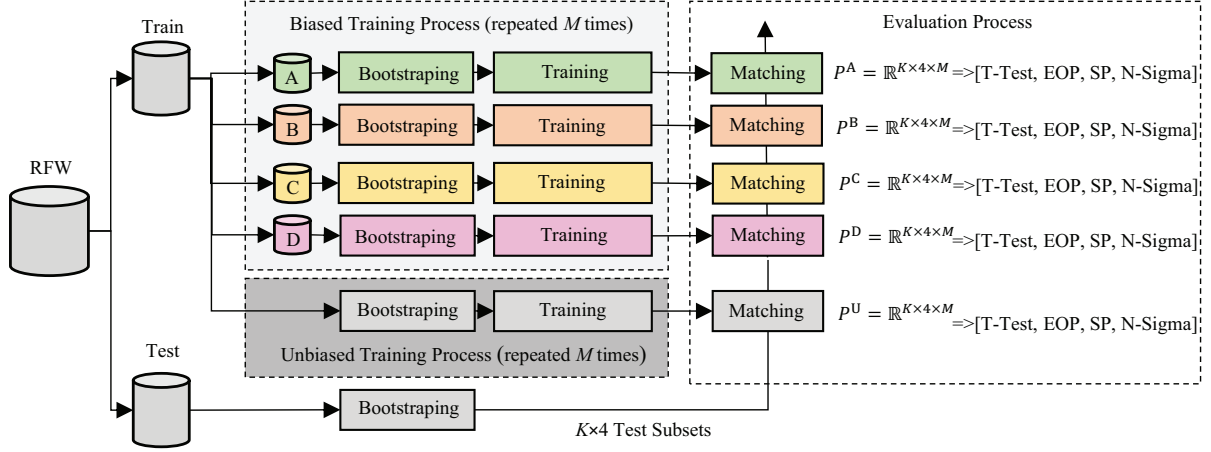 Biased Training Process (repeated M times)
Evaluation Process
Train
A
Bootstraping
Training
Matching
P^A = ℝ^{K×4×M} =>[T-Test, EOP, SP, N-Sigma]
B
Bootstraping
Training
Matching
P^B = ℝ^{K×4×M} =>[T-Test, EOP, SP, N-Sigma]
RFW
C
Bootstraping
Training
Matching
P^C = ℝ^{K×4×M} =>[T-Test, EOP, SP, N-Sigma]
D
Bootstraping
Training
Matching
P^D = ℝ^{K×4×M} =>[T-Test, EOP, SP, N-Sigma]
Bootstraping
Training
Matching
P^U = ℝ^{K×4×M} =>[T-Test, EOP, SP, N-Sigma]
Unbiased Training Process (repeated M times)
Test
Bootstraping
K×4 Test Subsets